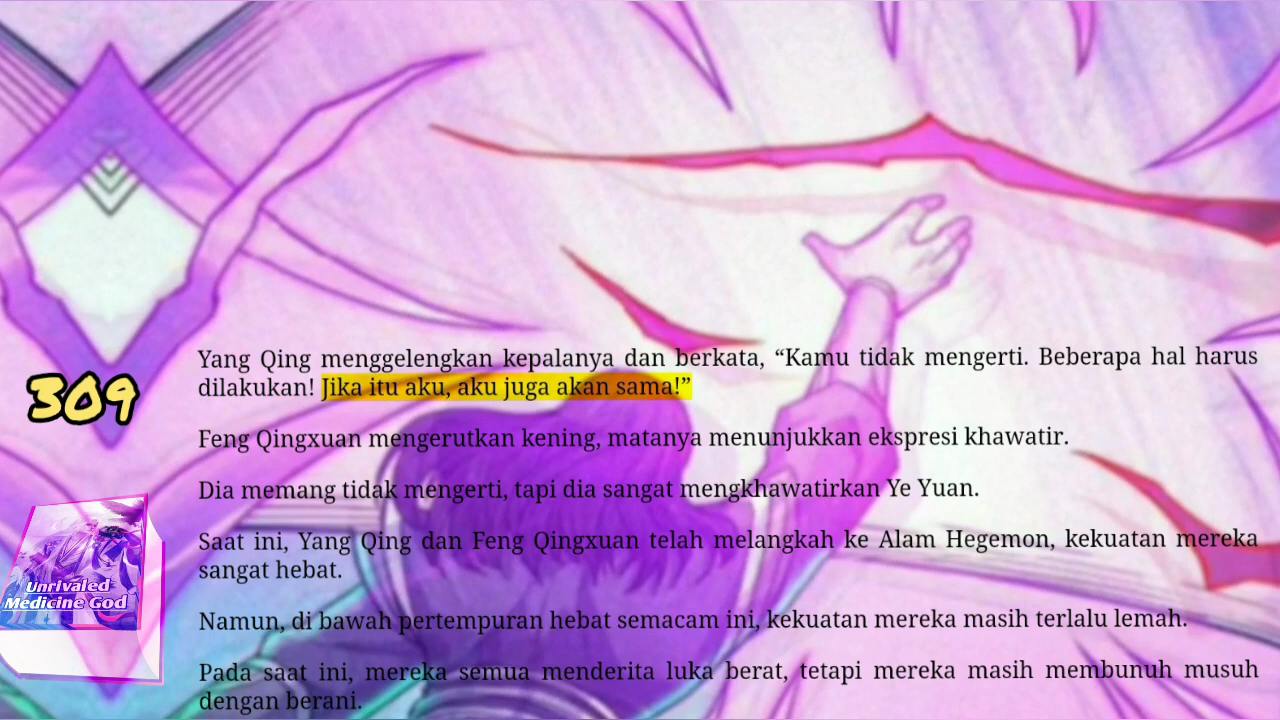 Yang Qing menggelengkan kepalanya dan berkata, “Kamu tidak mengerti. Beberapa hal harus
dilakukan! Jika itu aku, aku juga akan sama!”
309
Feng Qingxuan mengerutkan kening, matanya menunjukkan ekspresi khawatir.
Dia memang tidak mengerti, tapi dia sangat mengkhawatirkan Ye Yuan.
Saat ini, Yang Qing dan Feng Qingxuan telah melangkah ke Alam Hegemon, kekuatan mereka
sangat hebat.
Unrivaled
Medicine God
Namun, di bawah pertempuran hebat semacam ini, kekuatan mereka masih terlalu lemah.
Pada saat ini, mereka semua menderita luka berat, tetapi mereka masih membunuh musuh
dengan berani.